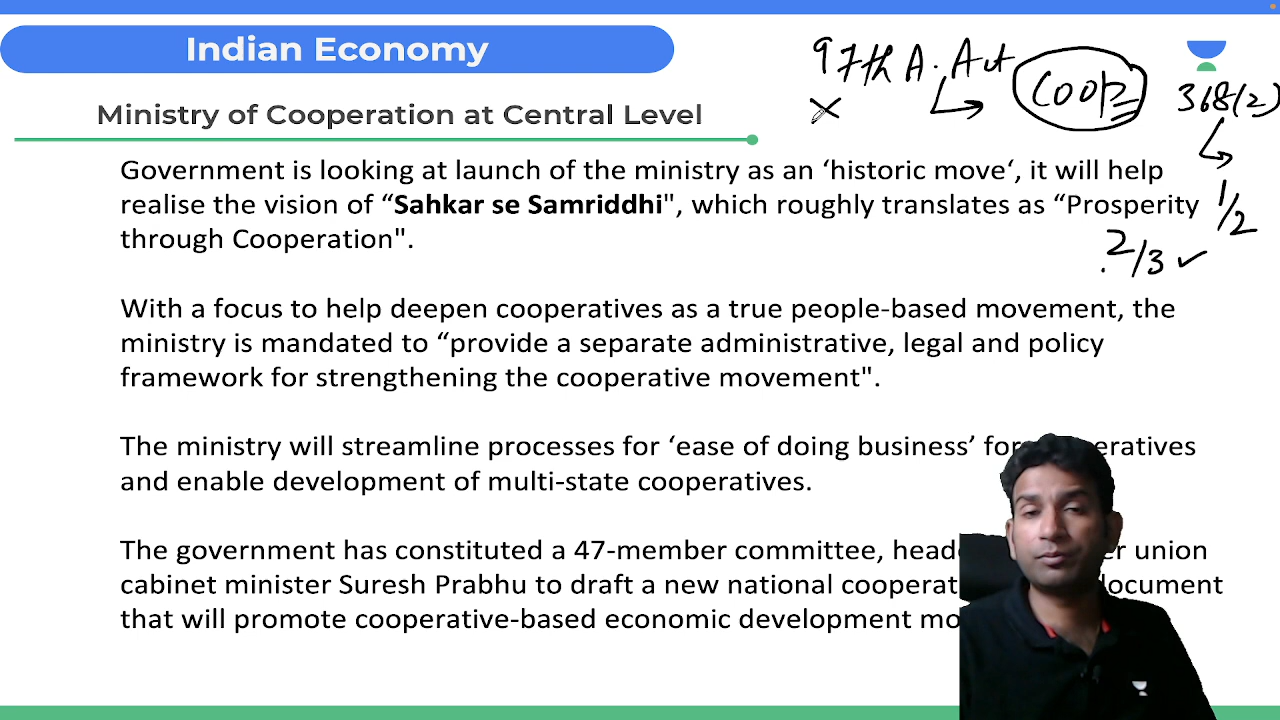 Indian Economy
97th A. Act
Coop
368(2)
Ministry of Cooperation at Central Level
Government is looking at launch of the ministry as an ‘historic move‘, it will help
realise the vision of “Sahkar se Samriddhi", which roughly translates as “Prosperity
1/2
through Cooperation".
2/3
With a focus to help deepen cooperatives as a true people-based movement, the
ministry is mandated to “provide a separate administrative, legal and policy
framework for strengthening the cooperative movement".
The ministry will streamline processes for ‘ease of doing business’ for
and enable development of multi-state cooperatives.
The government has constituted a 47-member committee, union
cabinet minister Suresh Prabhu to draft a new national
that will promote cooperative-based economic development